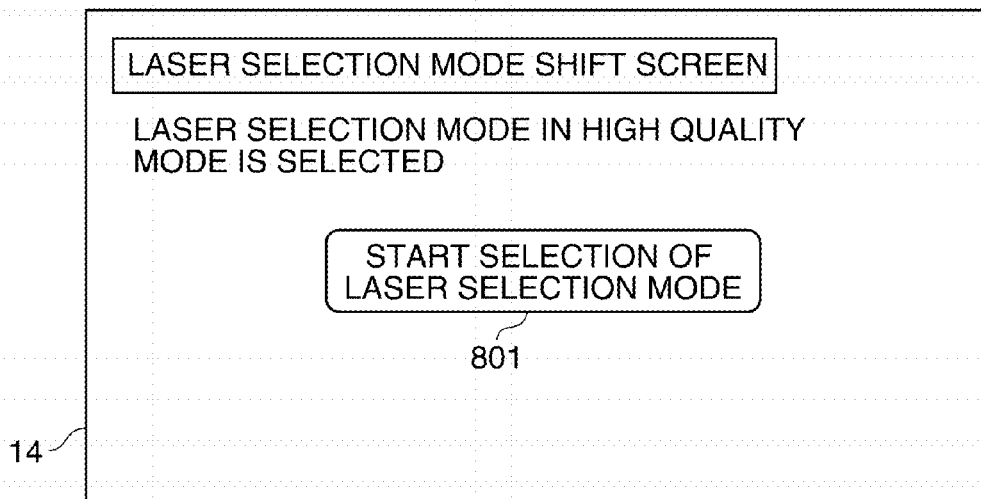 LASER SELECTION MODE SHIFT SCREEN
LASER SELECTION MODE IN HIGH QUALITY
MODE IS SELECTED
START SELECTION OF
LASER SELECTION MODE
801
14